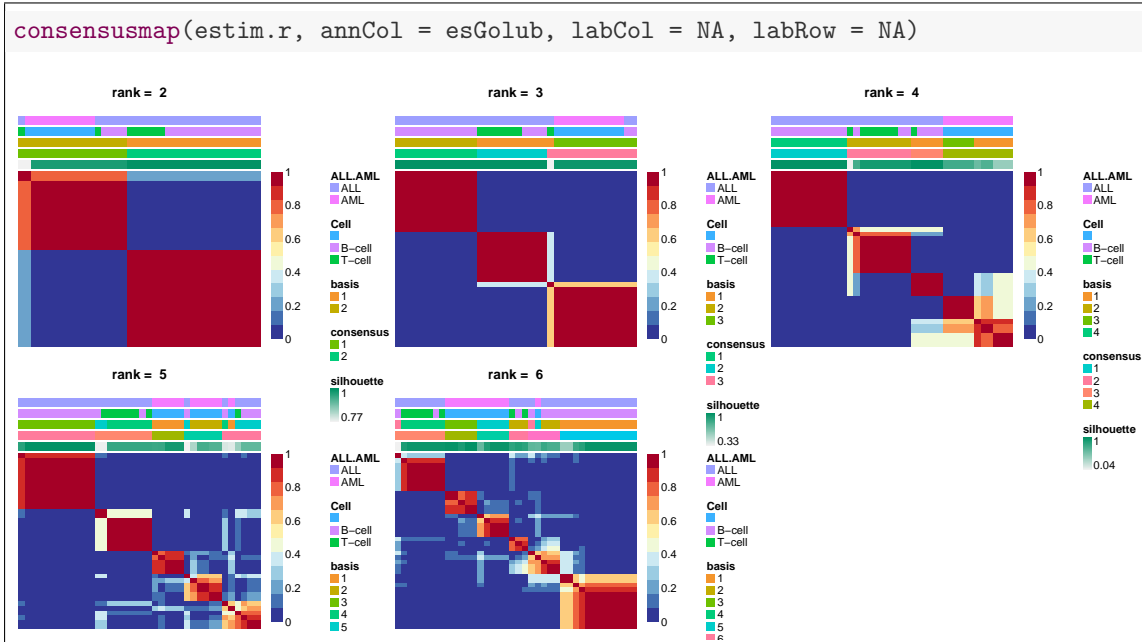 consensusmap(estim.r, annCol = esGolub, labCol = NA, labRow = NA)
rank = 2
1
0.8
0.6
0.4
0.2
0
ALL.AML
ALL
AML
Cell
B−cell
T−cell
basis
1
2
consensus
1
2
silhouette
1
0.77
rank = 3
1
0.8
0.6
0.4
0.2
0
ALL.AML
ALL
AML
Cell
B−cell
T−cell
basis
1
2
3
consensus
1
2
3
silhouette
1
0.33
rank = 4
1
0.8
0.6
0.4
0.2
0
ALL.AML
ALL
AML
Cell
B−cell
T−cell
basis
1
2
3
4
consensus
1
2
3
4
silhouette
1
0.04
rank = 5
1
0.8
0.6
0.4
0.2
0
ALL.AML
ALL
AML
Cell
B−cell
T−cell
basis
1
2
3
4
5
rank = 6
1
0.8
0.6
0.4
0.2
0
ALL.AML
ALL
AML
Cell
B−cell
T−cell
basis
1
2
3
4
5
6